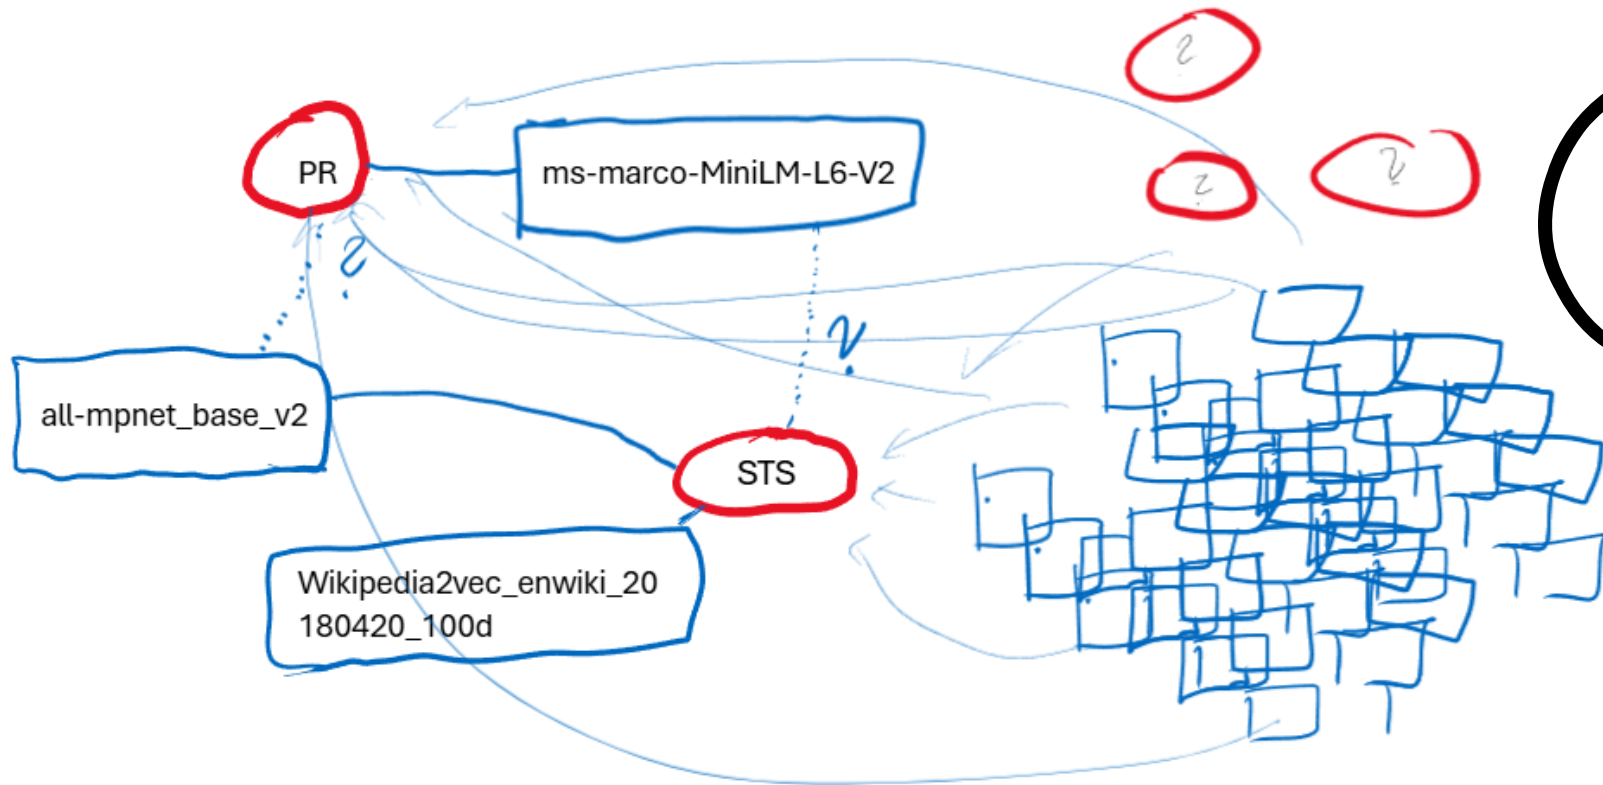 ?
PR
ms-marco-MiniLM-L6-V2
?
?
?
?
all-mpnet_base_v2
STS
Wikipedia2vec_enwiki_20
180420_100d